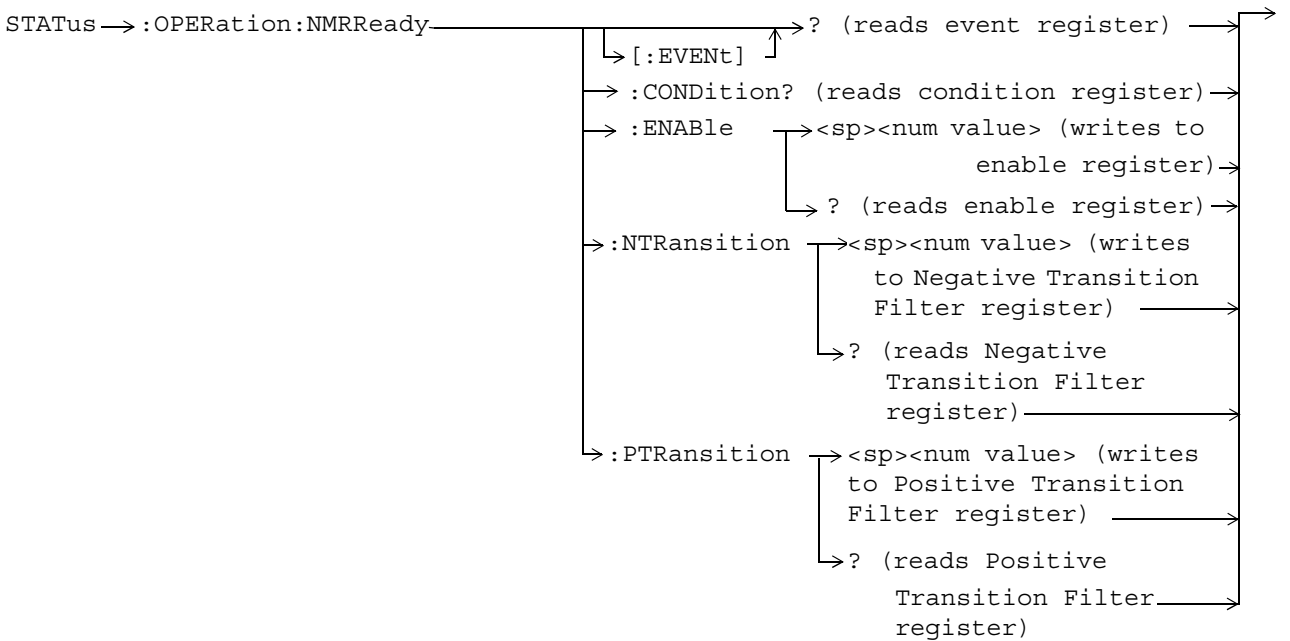 STATus :OPERation:NMRReady ? (reads event register)
[:EVENt]
:CONDition? (reads condition register)
:ENABle <sp><num value> (writes to
enable register)
? (reads enable register)
:NTRansition <sp><num value> (writes
to Negative Transition
Filter register)
? (reads Negative
Transition Filter
register)
:PTRansition <sp><num value> (writes
to Positive Transition
Filter register)
? (reads Positive
Transition Filter
register)